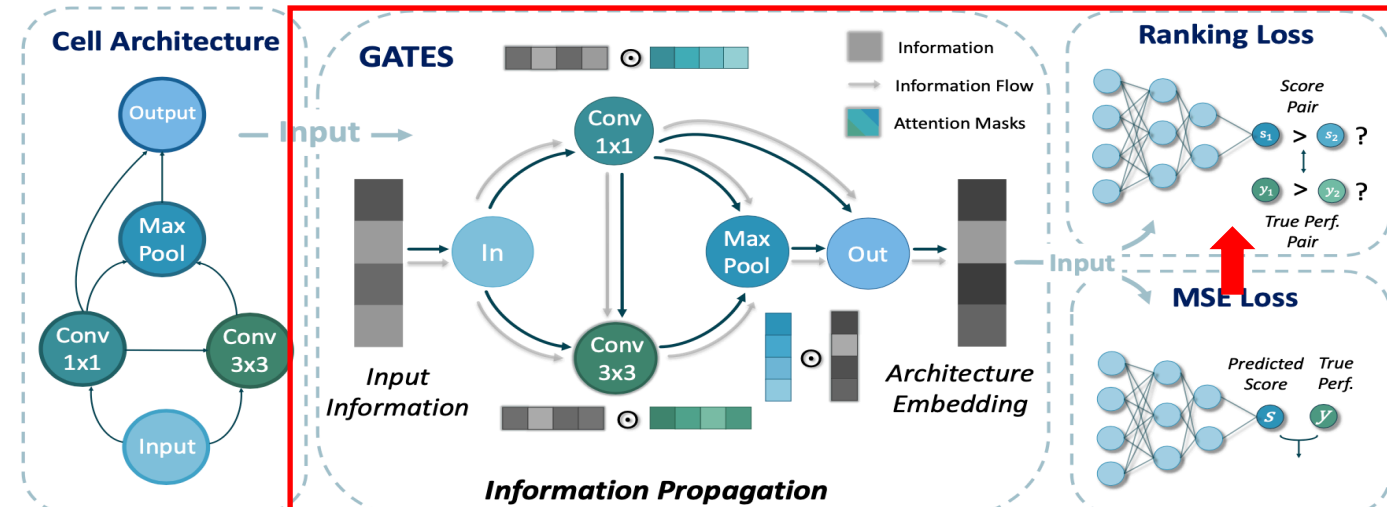 Cell Architecture
Output
Max
Pool
Conv
1x1
Conv
3x3
Input
Input
GATES
⊙
Information
Information Flow
Attention Masks
Conv
1x1
In
Max
Pool
Out
Conv
3x3
⊙
⊙
Input
Information
Architecture
Embedding
Information Propagation
Input
Ranking Loss
Score
Pair
s₁ > s₂ ?
y₁ > y₂ ?
True Perf.
Pair
MSE Loss
Predicted
Score
True
Perf.
s
y